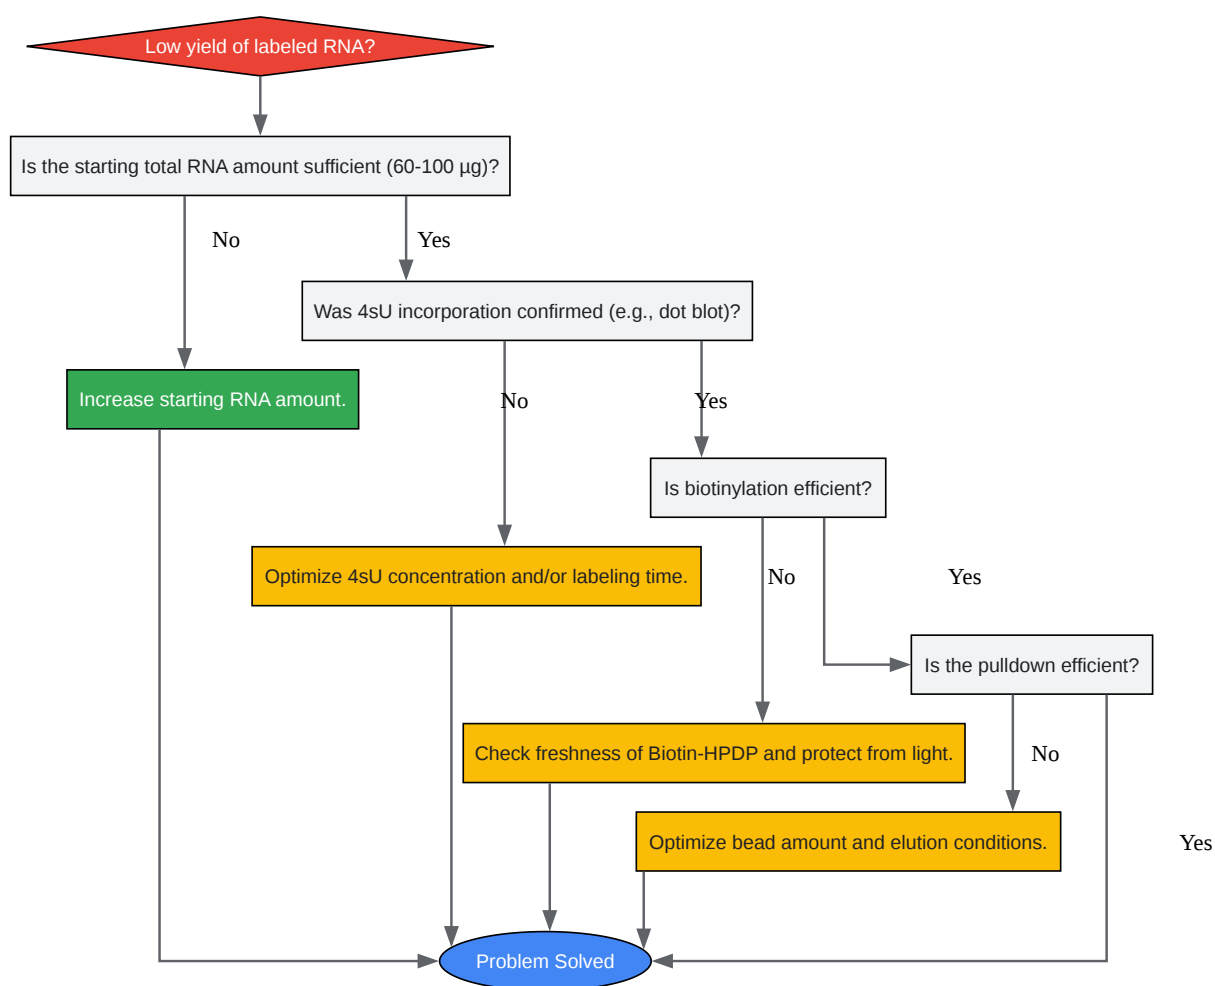 Low yield of labeled RNA?
Is the starting total RNA amount sufficient (60-100 µg)?
No
Yes
Was 4sU incorporation confirmed (e.g., dot blot)?
Increase starting RNA amount.
No
Yes
Is biotinylation efficient?
Optimize 4sU concentration and/or labeling time.
No
Yes
Is the pulldown efficient?
Check freshness of Biotin-HPDP and protect from light.
No
Optimize bead amount and elution conditions.
Yes
Problem Solved